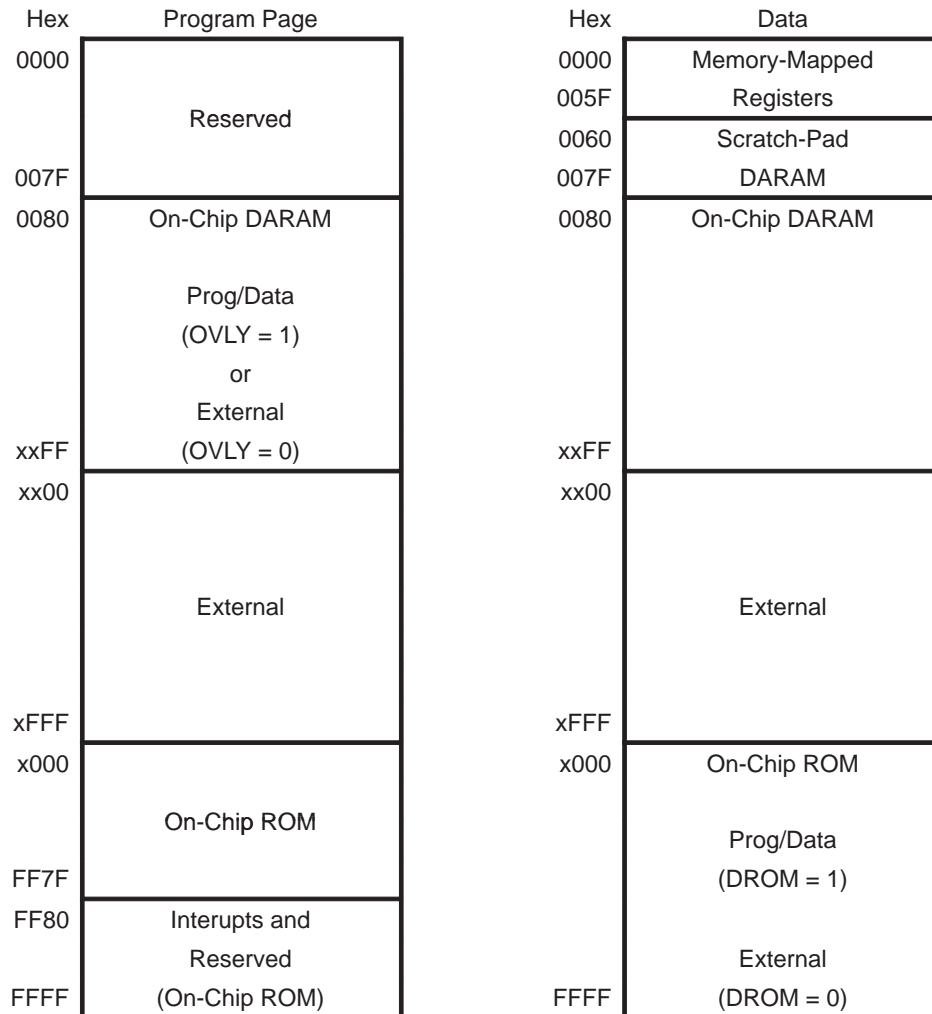 Hex Program Page
0000
Reserved
007F
0080 On-Chip DARAM
Prog/Data
(OVLY = 1)
or
External
xxFF (OVLY = 0)
xx00
External
xFFF
x000
On-Chip ROM
FF7F
FF80 Interupts and
Reserved
FFFF (On-Chip ROM)
Hex Data
0000 Memory-Mapped
005F Registers
0060 Scratch-Pad
007F DARAM
0080 On-Chip DARAM
xxFF
xx00
External
xFFF
x000 On-Chip ROM
Prog/Data
(DROM = 1)
External
FFFF (DROM = 0)